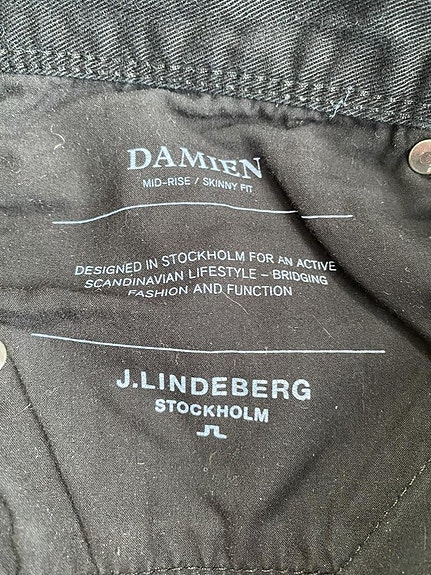 DAMIEN
MID-RISE / SKINNY FIT
DESIGNED IN STOCKHOLM FOR AN ACTIVE
SCANDINAVIAN LIFESTYLE – BRIDGING
FASHION AND FUNCTION
J.LINDEBERG
STOCKHOLM